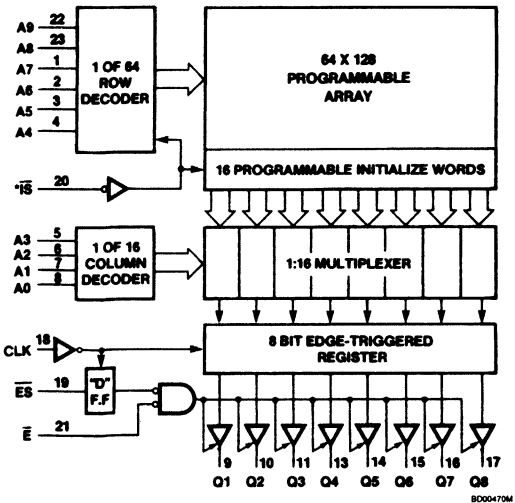 A9 22
A8 23
A7 1
A6 2
A5 3
A4 4
1 OF 64
ROW
DECODER
64 X 128
PROGRAMMABLE
ARRAY
16 PROGRAMMABLE INITIALIZE WORDS
*IS 20
A3 5
A2 6
A1 7
A0 8
1 OF 16
COLUMN
DECODER
1:16 MULTIPLEXER
CLK 18
8 BIT EDGE-TRIGGERED
REGISTER
ES 19
"D"
F.F
E 21
9 10 11 13 14 15 16 17
Q1 Q2 Q3 Q4 Q5 Q6 Q7 Q8
BD00470M